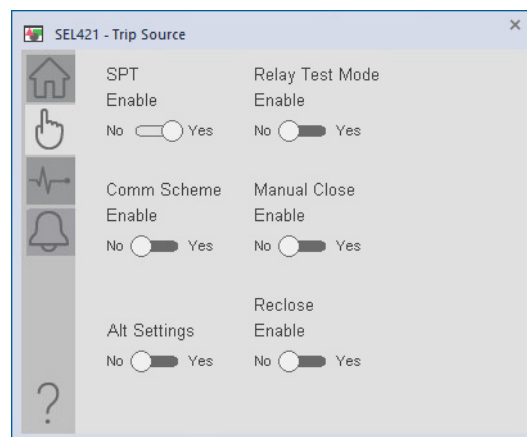 SEL421 - Trip Source
SPT
Enable
No Yes
Relay Test Mode
Enable
No Yes
Comm Scheme
Enable
No Yes
Manual Close
Enable
No Yes
Alt Settings
No Yes
Reclose
Enable
No Yes
?